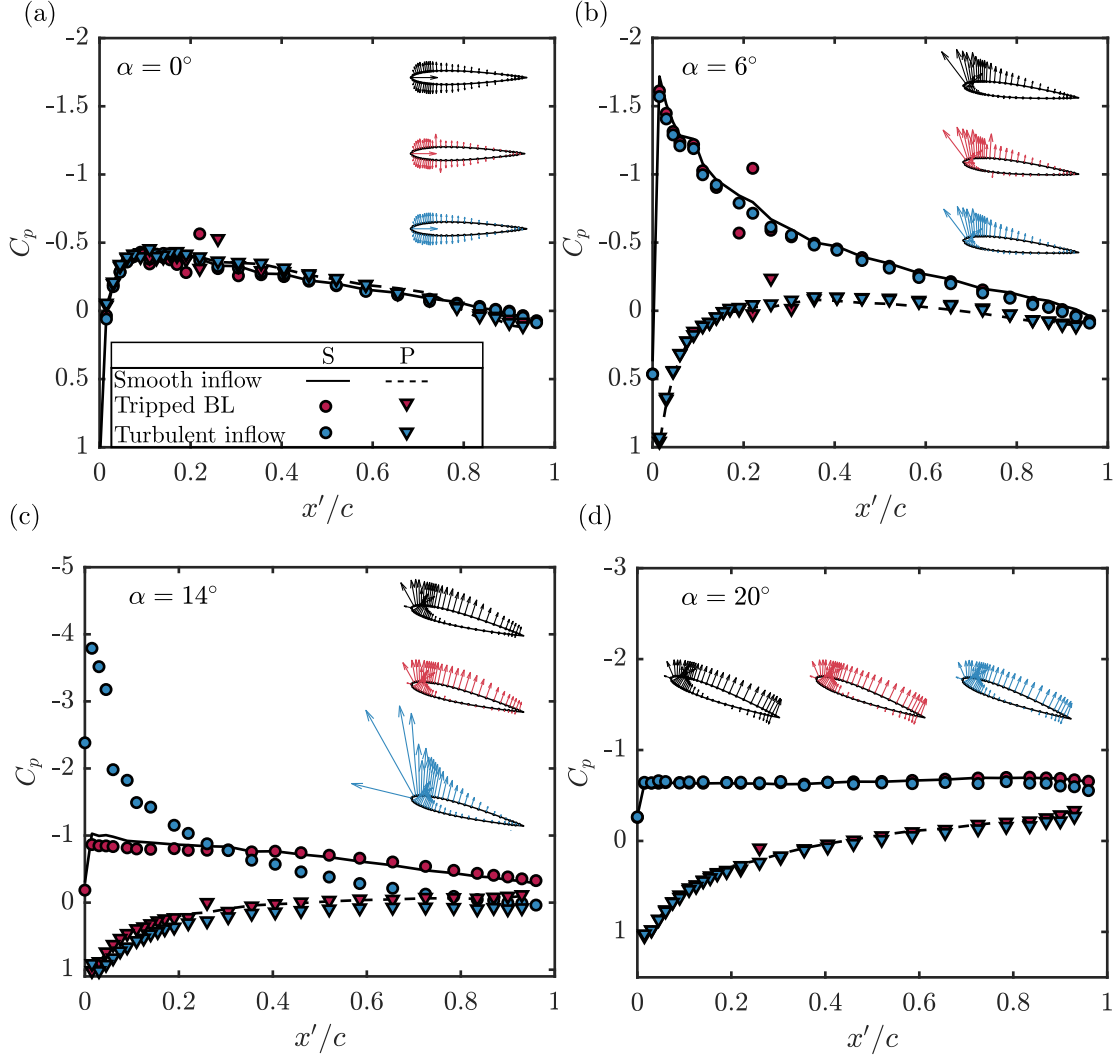 (a)
-2
-1.5
-1
-0.5
0
0.5
1
C_p
α = 0°
S P
Smooth inflow
Tripped BL
Turbulent inflow
0 0.2 0.4 0.6 0.8 1
x'/c
(b)
-2
-1.5
-1
-0.5
0
0.5
1
C_p
α = 6°
0 0.2 0.4 0.6 0.8 1
x'/c
(c)
-5
-4
-3
-2
-1
0
1
C_p
α = 14°
0 0.2 0.4 0.6 0.8 1
x'/c
(d)
-3
-2
-1
0
1
C_p
α = 20°
0 0.2 0.4 0.6 0.8 1
x'/c